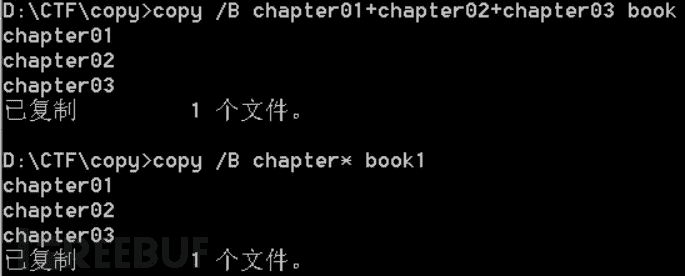 D:\CTF\copy>copy /B chapter01+chapter02+chapter03 book
chapter01
chapter02
chapter03
已复制         1 个文件。
D:\CTF\copy>copy /B chapter* book1
chapter01
chapter02
chapter03
已复制         1 个文件。
REEBUF